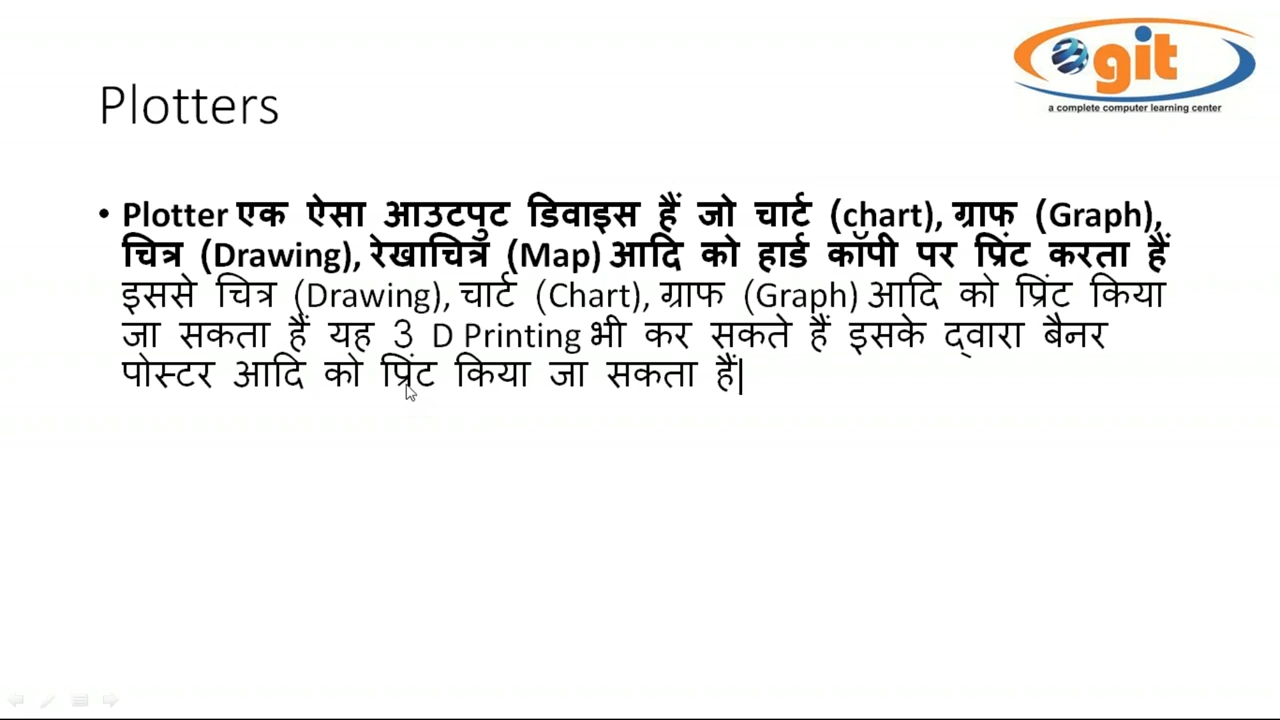 egit
a complete computer learning center
Plotters
• Plotter एक ऐसा आउटपुट डिवाइस हैं जो चार्ट (chart), ग्राफ (Graph),
चित्र (Drawing), रेखाचित्र (Map) आदि को हार्ड कॉपी पर प्रिंट करता हैं
इससे चित्र (Drawing), चार्ट (Chart), ग्राफ (Graph) आदि को प्रिंट किया
जा सकता हैं यह 3 D Printing भी कर सकते हैं इसके द्वारा बैनर
पोस्टर आदि को प्रिंट किया जा सकता हैं|